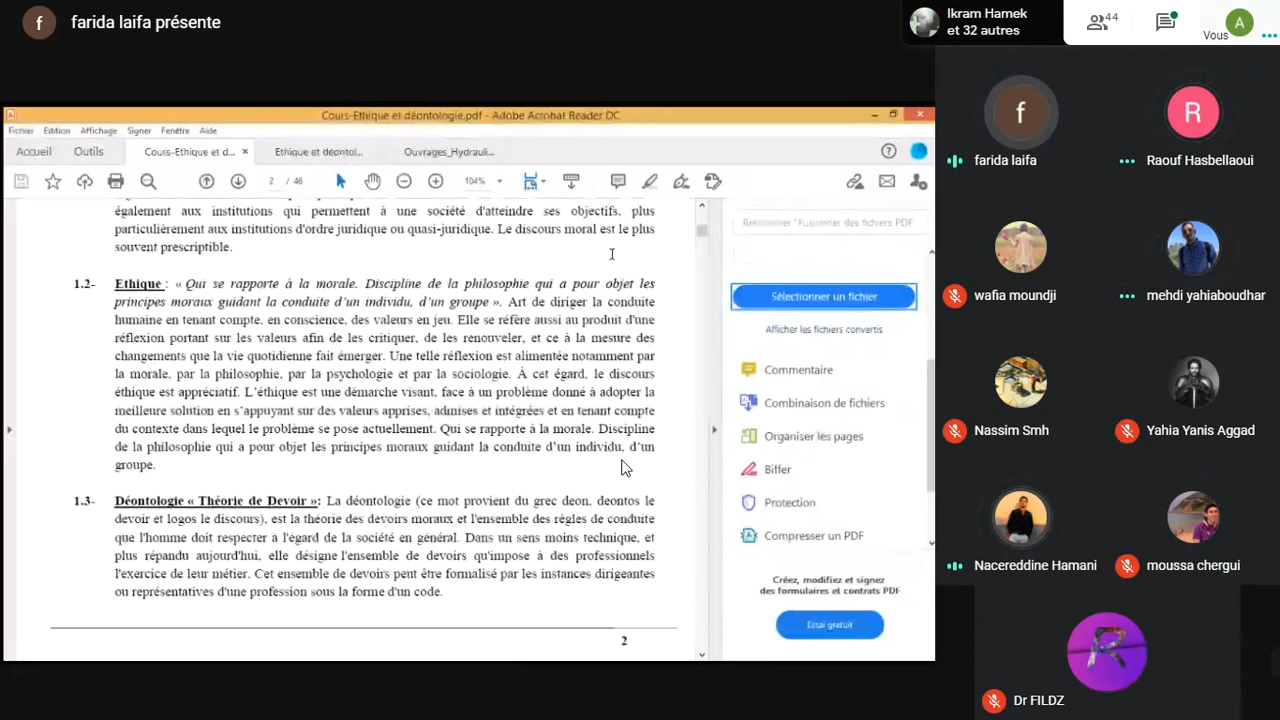 f
farida laifa présente
Ikram Hamek
et 32 autres
44
Vous
A
Cours-Ethique et déontologie.pdf - Adobe Acrobat Reader DC
Fichier Edition Affichage Signer Fenêtre Aide
Accueil Outils Cours-Ethique et d... × Ethique et déontol... Ouvrages_Hydrauli...
2 / 46 104%
également aux institutions qui permettent à une société d'atteindre ses objectifs, plus
particulièrement aux institutions d'ordre juridique ou quasi-juridique. Le discours moral est le plus
souvent prescriptible.
1.2- Ethique : « Qui se rapporte à la morale. Discipline de la philosophie qui a pour objet les
principes moraux guidant la conduite d'un individu, d'un groupe ». Art de diriger la conduite
humaine en tenant compte, en conscience, des valeurs en jeu. Elle se réfère aussi au produit d'une
réflexion portant sur les valeurs afin de les critiquer, de les renouveler, et ce à la mesure des
changements que la vie quotidienne fait émerger. Une telle réflexion est alimentée notamment par
la morale, par la philosophie, par la psychologie et par la sociologie. À cet égard, le discours
éthique est appréciatif. L'éthique est une démarche visant, face à un problème donné à adopter la
meilleure solution en s'appuyant sur des valeurs apprises, admises et intégrées et en tenant compte
du contexte dans lequel le problème se pose actuellement. Qui se rapporte à la morale. Discipline
de la philosophie qui a pour objet les principes moraux guidant la conduite d'un individu, d'un
groupe.
1.3- Déontologie « Théorie de Devoir »: La déontologie (ce mot provient du grec deon, deontos le
devoir et logos le discours), est la théorie des devoirs moraux et l'ensemble des règles de conduite
que l'homme doit respecter à l'égard de la société en général. Dans un sens moins technique, et
plus répandu aujourd'hui, elle désigne l'ensemble de devoirs qu'impose à des professionnels
l'exercice de leur métier. Cet ensemble de devoirs peut être formalisé par les instances dirigeantes
ou représentatives d'une profession sous la forme d'un code.
2
Rechercher "Fusionner des fichiers PDF
Sélectionner un fichier
Afficher les fichiers convertis
Commentaire
Combinaison de fichiers
Organiser les pages
Biffer
Protection
Compresser un PDF
Créez, modifiez et signez
des formulaires et contrats PDF
Essai gratuit
f
R
farida laifa
Raouf Hasbellaoui
wafia moundji
mehdi yahiaboudhar
Nassim Smh
Yahia Yanis Aggad
Nacereddine Hamani
moussa chergui
R
Dr FILDZ